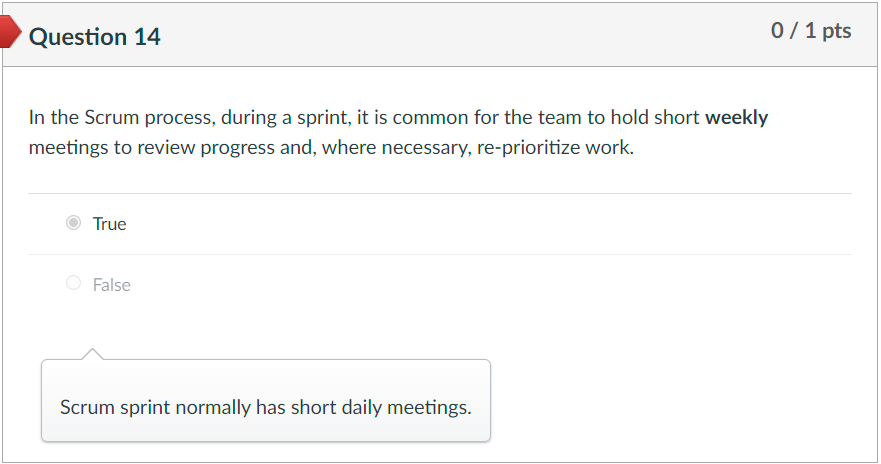 Question 14
0 / 1 pts
In the Scrum process, during a sprint, it is common for the team to hold short weekly
meetings to review progress and, where necessary, re-prioritize work.
True
False
Scrum sprint normally has short daily meetings.